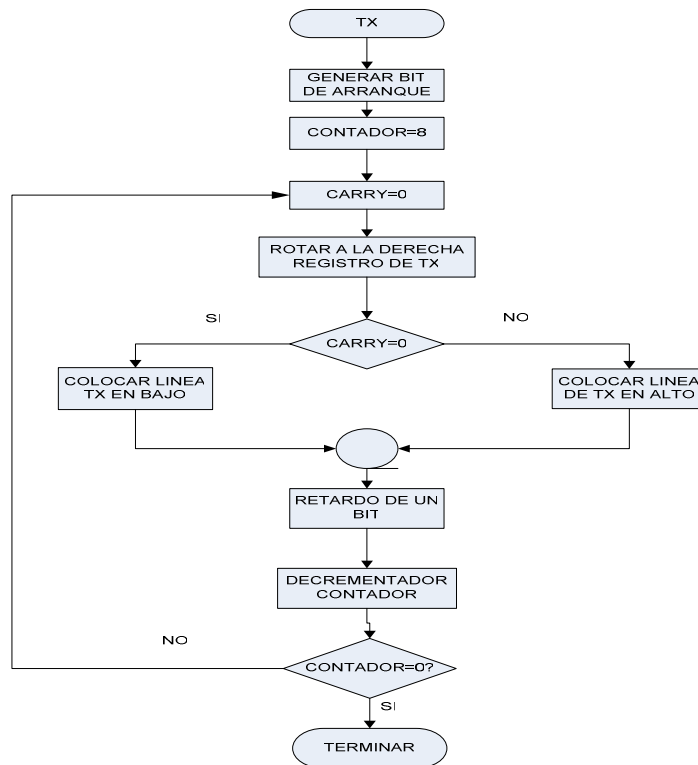 TX
GENERAR BIT
DE ARRANQUE
CONTADOR=8
CARRY=0
ROTAR A LA DERECHA
REGISTRO DE TX
SI
NO
CARRY=0
COLOCAR LINEA
TX EN BAJO
COLOCAR LINEA
DE TX EN ALTO
RETARDO DE UN
BIT
DECREMENTADOR
CONTADOR
NO
CONTADOR=0?
SI
TERMINAR